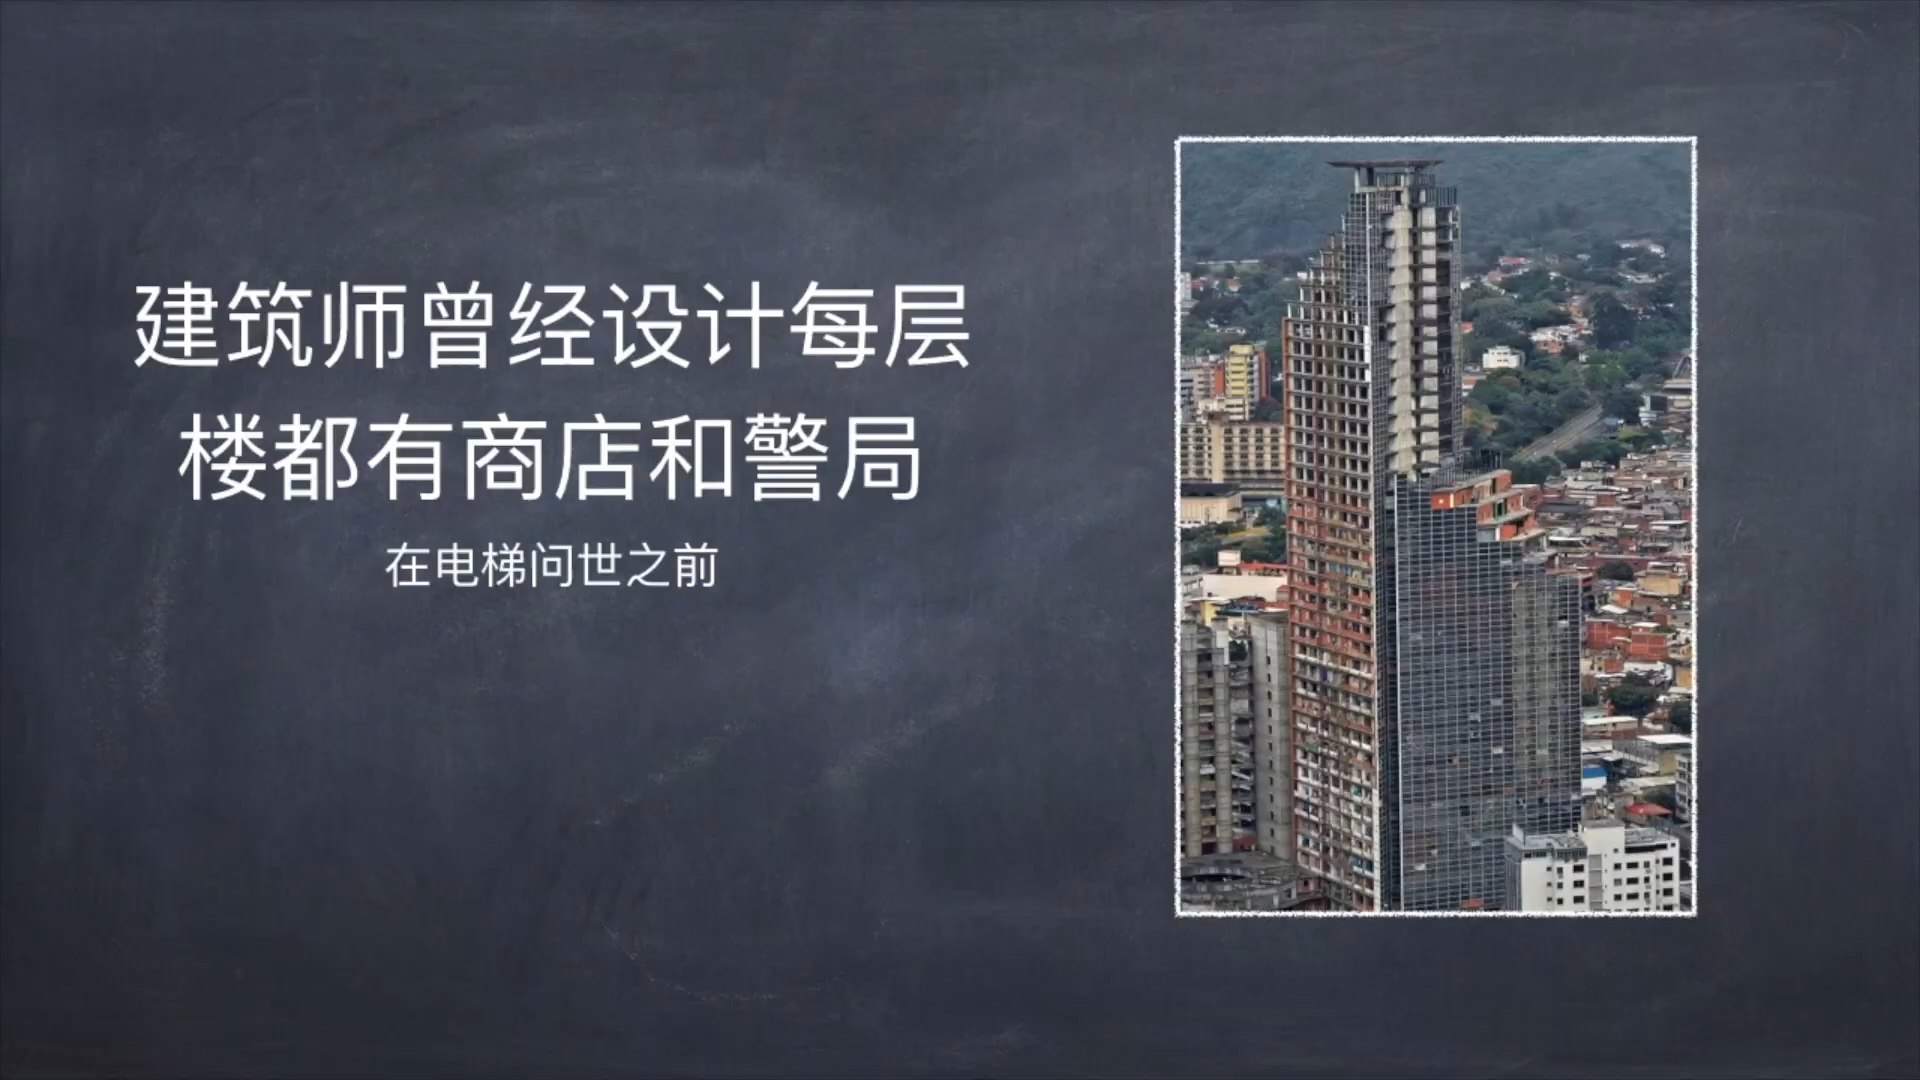 建筑师曾经设计每层
楼都有商店和警局
在电梯问世之前